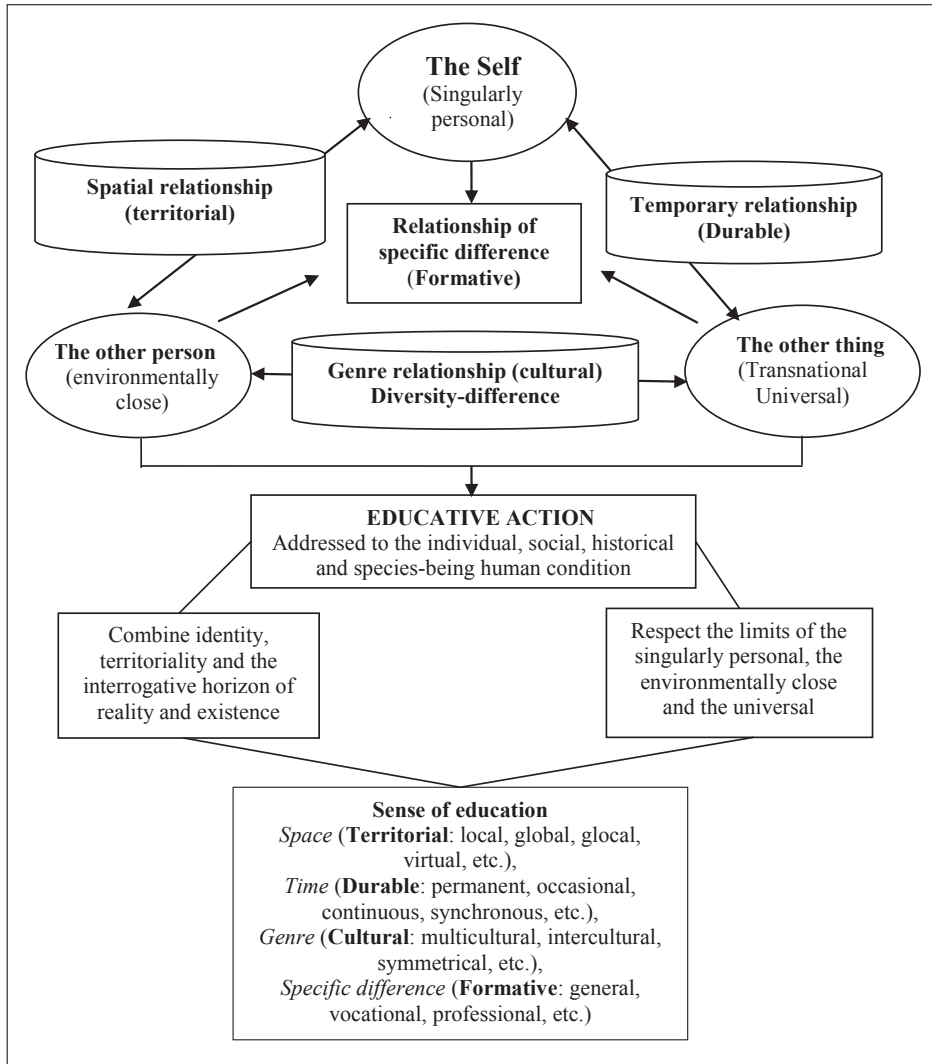 The Self
(Singularly
personal)
Spatial relationship
(territorial)
Temporary relationship
(Durable)
Relationship of
specific difference
(Formative)
The other person
(environmentally
close)
Genre relationship (cultural)
Diversity-difference
The other thing
(Transnational
Universal)
EDUCATIVE ACTION
Addressed to the individual, social, historical
and species-being human condition
Combine identity,
territoriality and the
interrogative horizon of
reality and existence
Respect the limits of the
singularly personal, the
environmentally close
and the universal
Sense of education
Space (Territorial: local, global, glocal,
virtual, etc.),
Time (Durable: permanent, occasional,
continuous, synchronous, etc.),
Genre (Cultural: multicultural, intercultural,
symmetrical, etc.),
Specific difference (Formative: general,
vocational, professional, etc.)